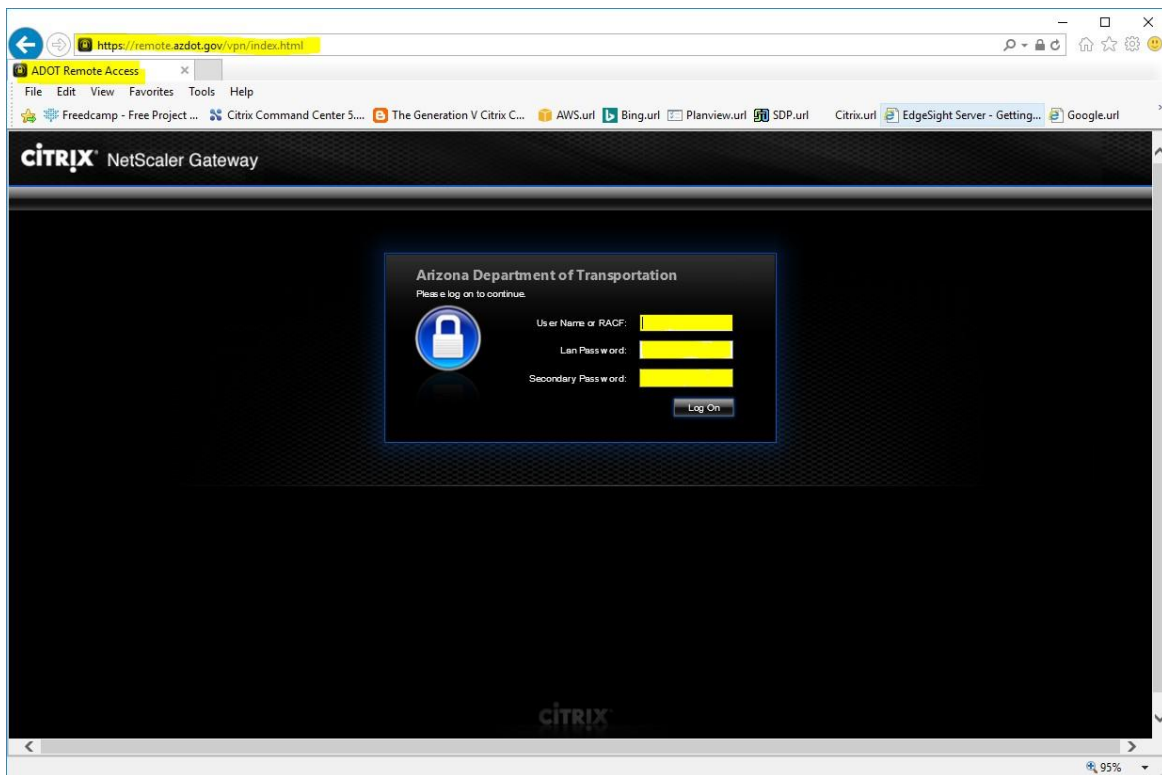 https://remote.azdot.gov/vpn/index.html
ADOT Remote Access
File Edit View Favorites Tools Help
Freedcamp - Free Project ... Citrix Command Center 5.... The Generation V Citrix C... AWS.url Bing.url Planview.url SDP.url Citrix.url EdgeSight Server - Getting... Google.url
CITRIX NetScaler Gateway
Arizona Department of Transportation
Please log on to continue.
User Name or RACF:
Lan Password:
Secondary Password:
Log On
CITRIX
95%